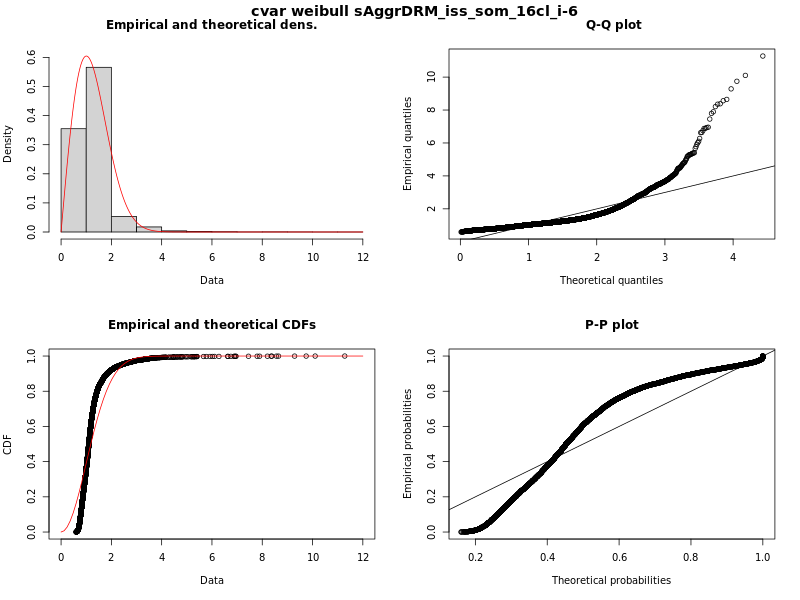 cvar weibull sAggrDRM_iss_som_16cl_i-6
Empirical and theoretical dens.
Density
0.0 0.1 0.2 0.3 0.4 0.5 0.6
0 2 4 6 8 10 12
Data
Q-Q plot
Empirical quantiles
2 4 6 8 10
0 1 2 3 4
Theoretical quantiles
Empirical and theoretical CDFs
CDF
0.0 0.2 0.4 0.6 0.8 1.0
0 2 4 6 8 10 12
Data
P-P plot
Empirical probabilities
0.0 0.2 0.4 0.6 0.8 1.0
0.2 0.4 0.6 0.8 1.0
Theoretical probabilities